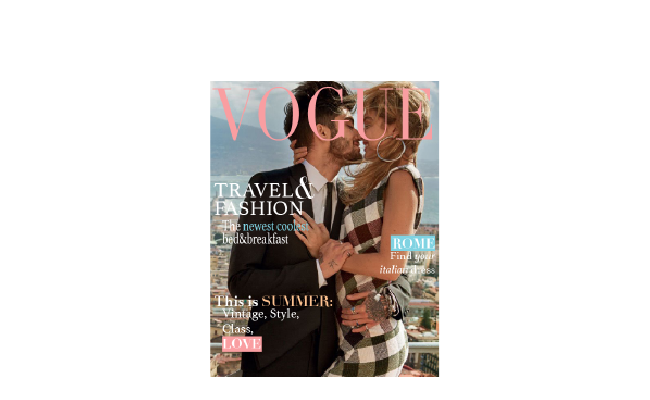 VOGUE
TRAVEL&
FASHION
The newest coolest
bed&breakfast
ROME
Find your
italian dress
This is SUMMER:
Vintage, Style,
Class,
LOVE